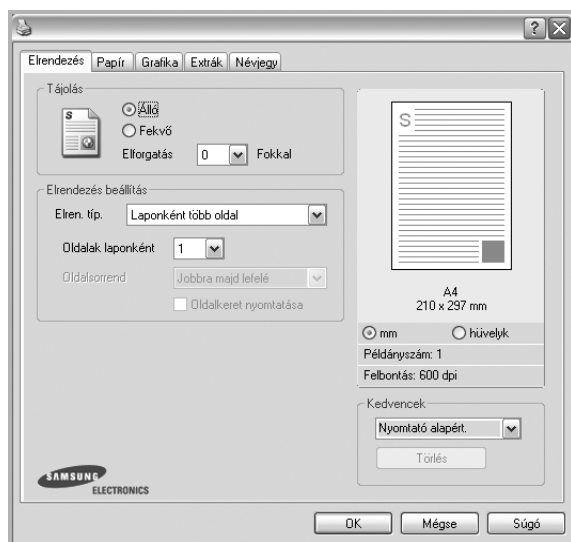 Elrendezés Papír Grafika Extrák Névjegy
Tájolás
S
Álló
Fekvő
Elforgatás 0 Fokkal
Elrendezés beállítás
Elren. típ. Laponként több oldal
Oldalak laponként 1
Oldalsorrend Jobbra majd lefelé
Oldalkeret nyomtatása
S
A4
210 x 297 mm
mm hüvelyk
Példányszám: 1
Felbontás: 600 dpi
Kedvencek
Nyomtató alapért.
Törlés
SAMSUNG
ELECTRONICS
OK Mégse Súgó